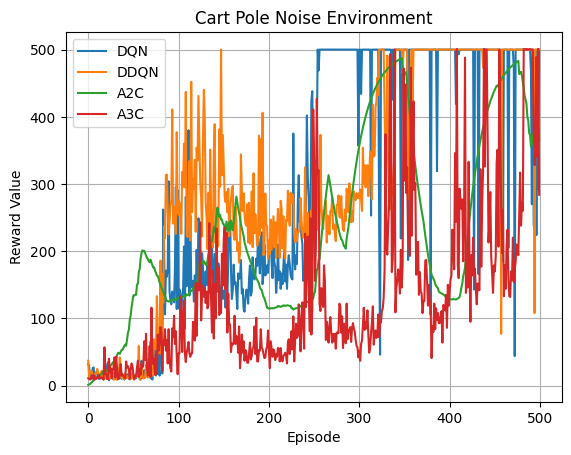 Cart Pole Noise Environment
DQN
DDQN
A2C
A3C
Reward Value
500
400
300
200
100
0
0 100 200 300 400 500
Episode